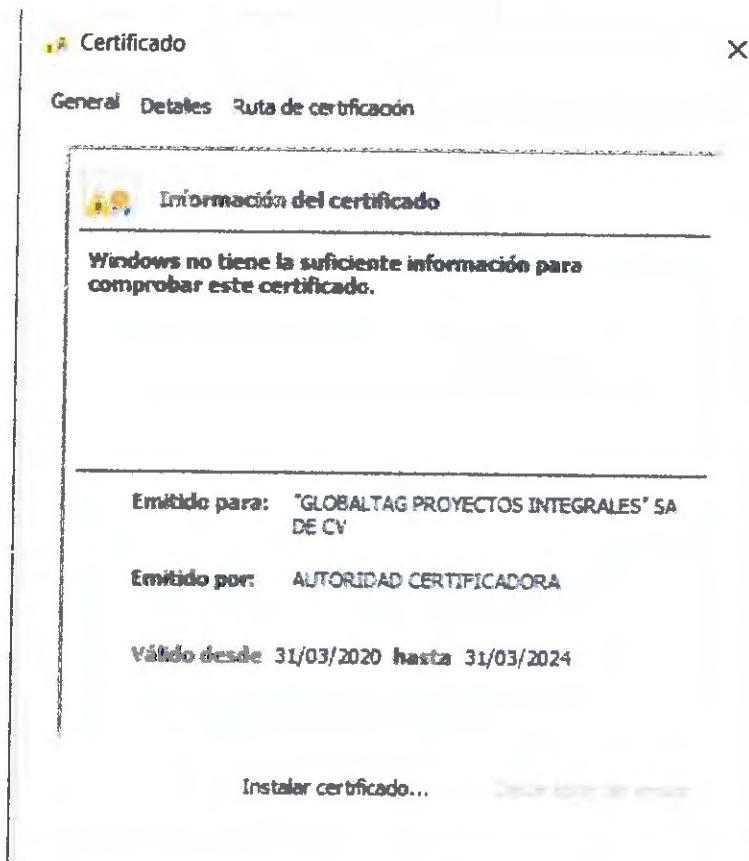 Certificado
General Detalles Ruta de certificación
Información del certificado
Windows no tiene la suficiente información para
comprobar este certificado.
Emitido para: "GLOBALTAG PROYECTOS INTEGRALES" SA
DE CV
Emitido por: AUTORIDAD CERTIFICADORA
Válido desde 31/03/2020 hasta 31/03/2024
Instalar certificado...